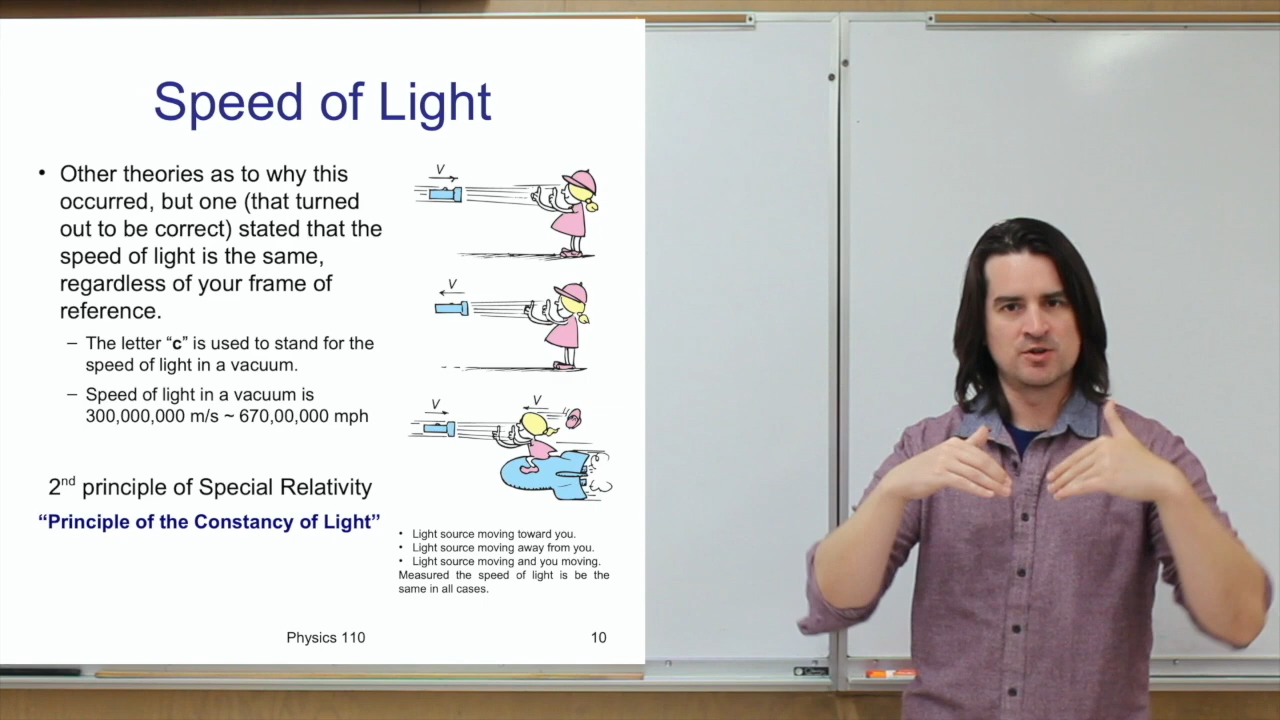 Speed of Light
• Other theories as to why this
occurred, but one (that turned
out to be correct) stated that the
speed of light is the same,
regardless of your frame of
reference.
– The letter “c” is used to stand for the
speed of light in a vacuum.
– Speed of light in a vacuum is
300,000,000 m/s ~ 670,00,000 mph
2nd principle of Special Relativity
“Principle of the Constancy of Light”
V
V
V
V
• Light source moving toward you.
• Light source moving away from you.
• Light source moving and you moving.
Measured the speed of light is be the
same in all cases.
Physics 110
10